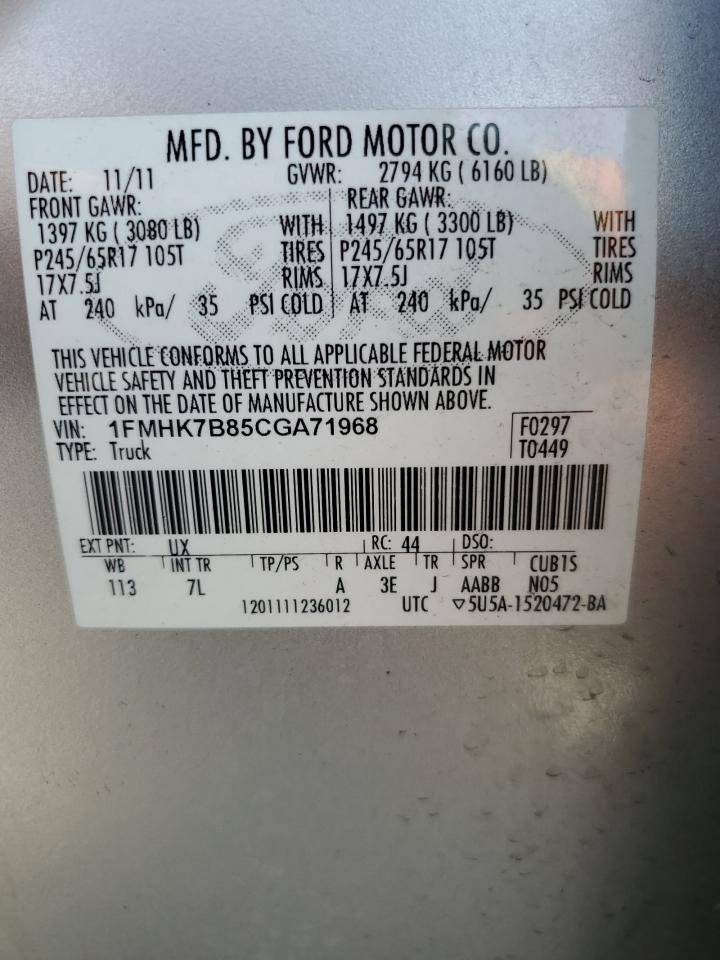 MFD. BY FORD MOTOR CO.
DATE: 11/11 GVWR: 2794 KG ( 6160 LB)
FRONT GAWR: REAR GAWR:
1397 KG ( 3080 LB) WITH 1497 KG ( 3300 LB) WITH
P245/65R17 105T TIRES P245/65R17 105T TIRES
17X7.5J RIMS 17X7.5J RIMS
AT 240 kPa/ 35 PSI COLD AT 240 kPa/ 35 PSI COLD
THIS VEHICLE CONFORMS TO ALL APPLICABLE FEDERAL MOTOR
VEHICLE SAFETY AND THEFT PREVENTION STANDARDS IN
EFFECT ON THE DATE OF MANUFACTURE SHOWN ABOVE.
VIN: 1FMHK7B85CGA71968 F0297
TYPE: Truck T0449
EXT PNT: UX RC: 44 DSO:
WB INT TR TP/PS R AXLE TR SPR CUBTS
113 7L A 3E J AABB N05
1201111236012 UTC ▽5U5A-1520472-BA